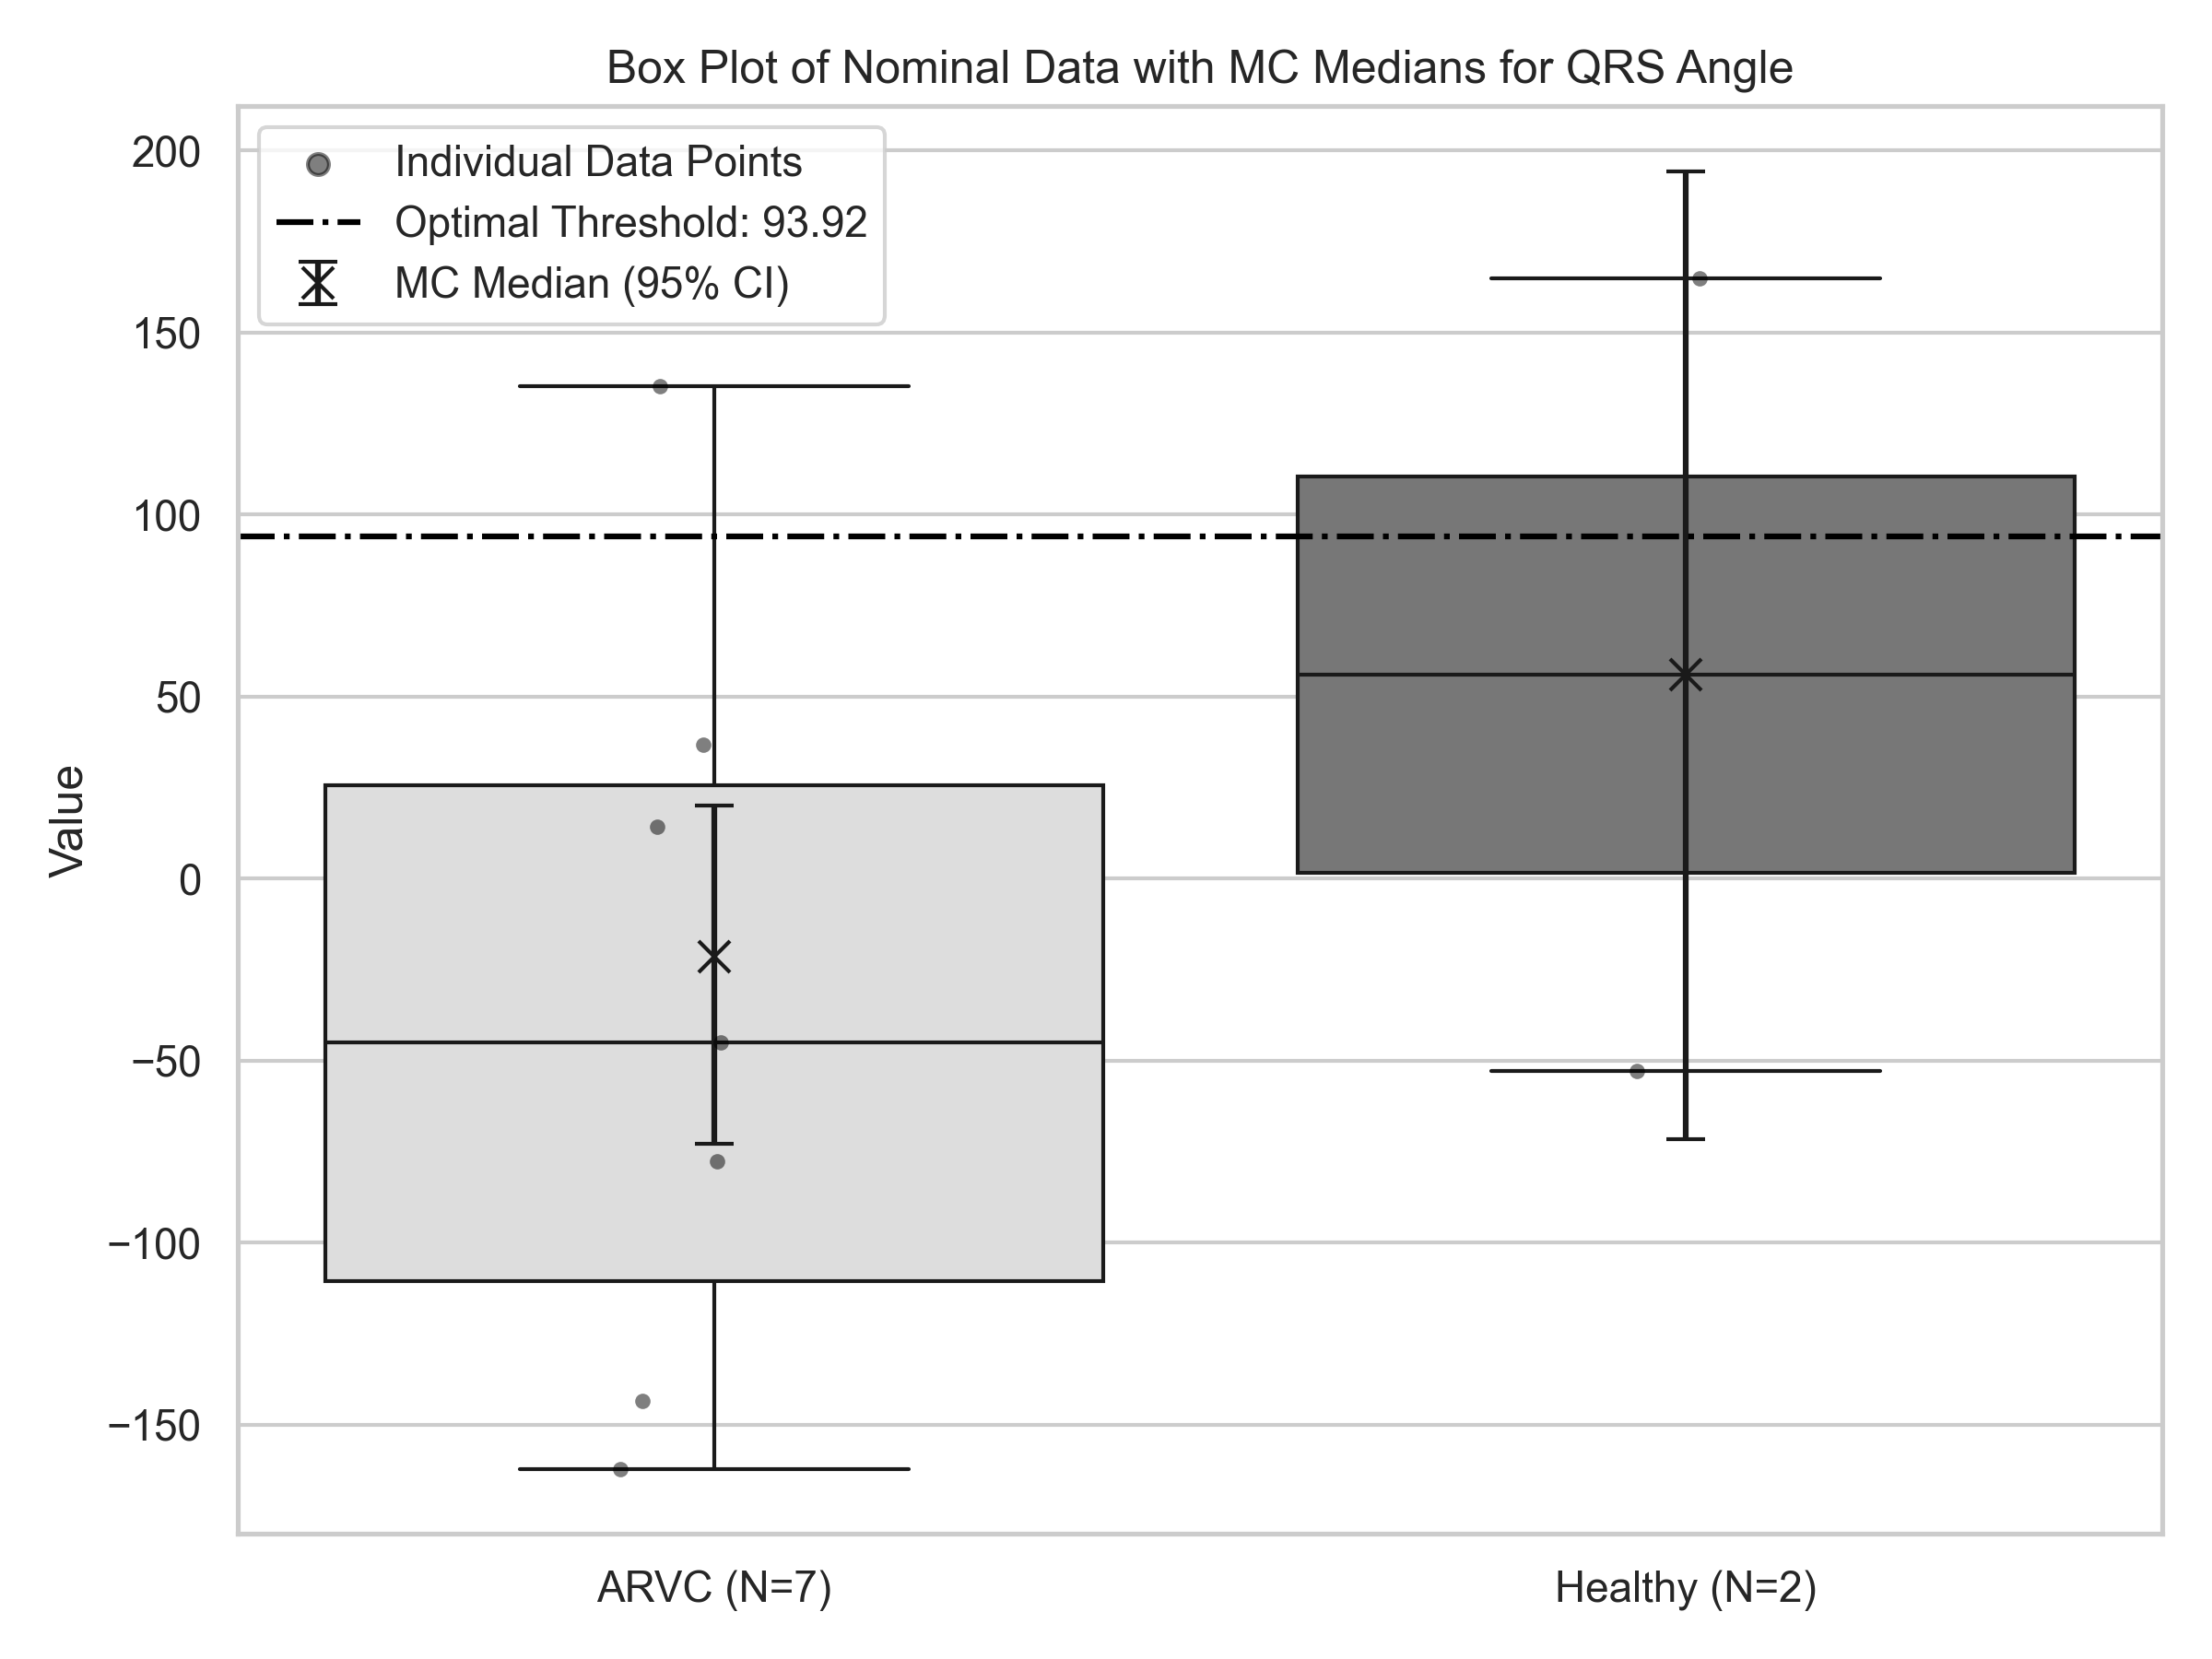 Box Plot of Nominal Data with MC Medians for QRS Angle
Individual Data Points
Optimal Threshold: 93.92
MC Median (95% CI)
200
150
100
50
0
−50
−100
−150
Value
ARVC (N=7)
Healthy (N=2)